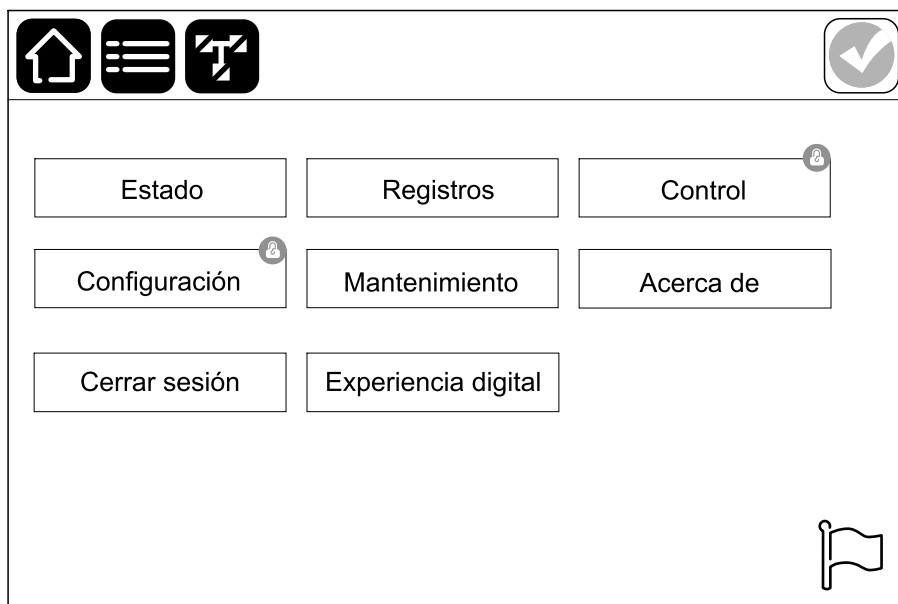 Estado
Registros
Control
Configuración
Mantenimiento
Acerca de
Cerrar sesión
Experiencia digital